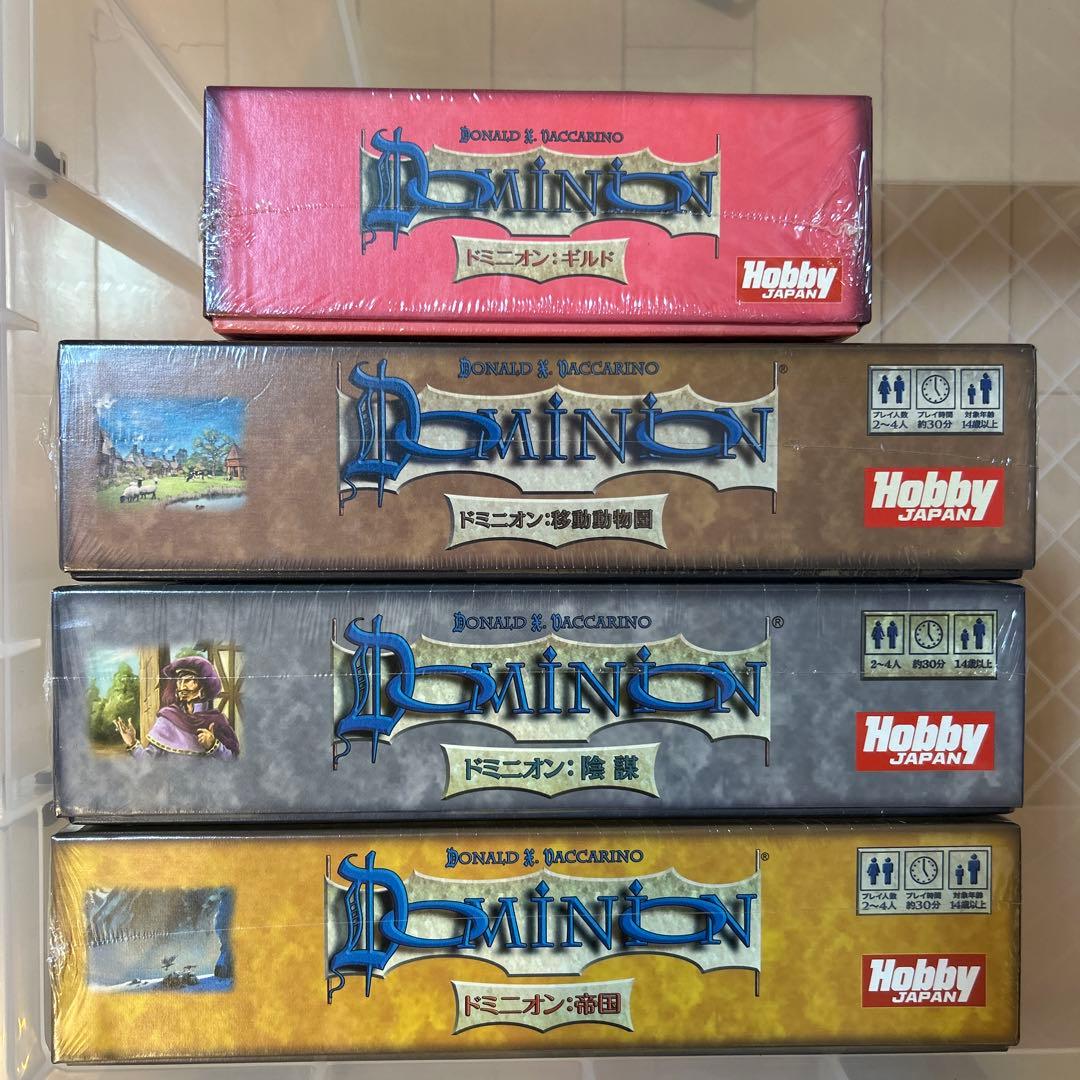 DONALD X. VACCARINO
DOMINION
ドミニオン：ギルド
Hobby
JAPAN
DONALD X. VACCARINO
DOMINION®
ドミニオン：移動動物園
プレイ人数 プレイ時間 対象年齢
2〜4人 約30分 14歳以上
Hobby
JAPAN
DONALD X. VACCARINO
DOMINION®
ドミニオン：陰謀
2〜4人 約30分 14歳以上
Hobby
JAPAN
DONALD X. VACCARINO
DOMINION®
ドミニオン：帝国
プレイ人数 プレイ時間 対象年齢
2〜4人 約30分 14歳以上
Hobby
JAPAN